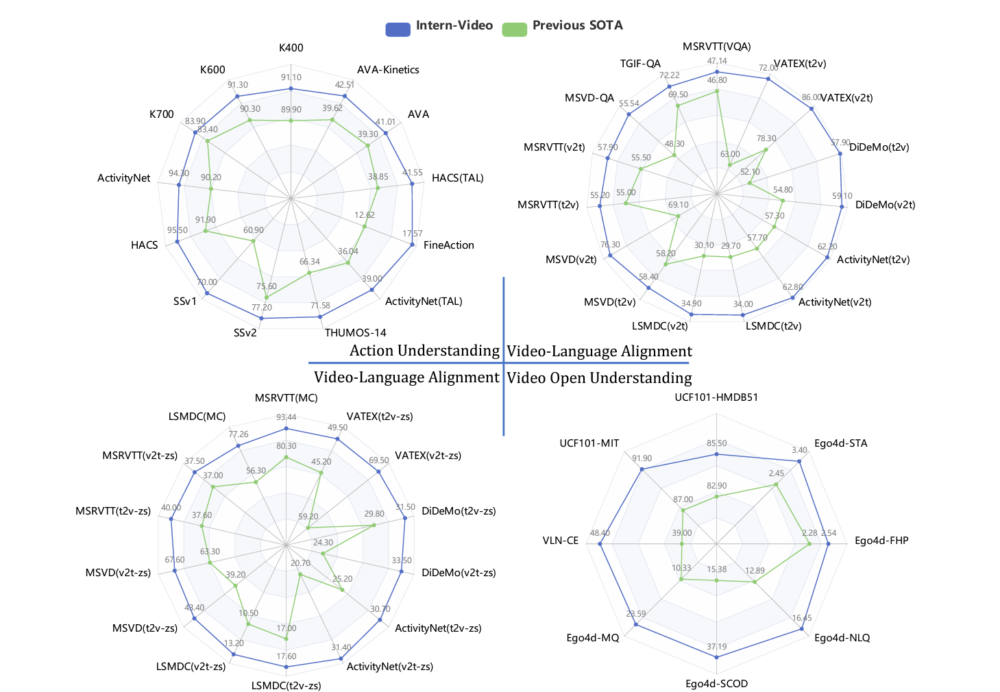 Intern-Video
Previous SOTA
K400
K600
AVA-Kinetics
91.10
91.30
42.51
K700
AVA
90.30
89.90
39.62
83.90
83.40
41.01
39.30
ActivityNet
94.30
90.20
38.85
41.55
HACS(TAL)
91.90
95.50
60.90
12.62
17.57
HACS
FineAction
36.04
66.34
70.00
75.60
39.00
SSv1
77.20
71.58
ActivityNet(TAL)
SSv2
THUMOS-14
MSRVTT(VQA)
TGIF-QA
47.14
VATEX(t2v)
72.22
72.00
46.80
MSVD-QA
69.50
86.00
VATEX(v2t)
55.54
78.30
MSRVTT(v2t)
57.90
48.30
63.00
57.90
DiDeMo(t2v)
55.50
52.10
MSRVTT(t2v)
55.20
55.00
54.80
59.10
DiDeMo(v2t)
69.10
57.30
76.30
58.20
30.10
29.70
57.70
62.20
MSVD(v2t)
ActivityNet(t2v)
58.40
62.80
MSVD(t2v)
34.90
34.00
ActivityNet(v2t)
LSMDC(v2t)
LSMDC(t2v)
Action Understanding
Video-Language Alignment
Video-Language Alignment
Video Open Understanding
MSRVTT(MC)
LSMDC(MC)
93.44
VATEX(t2v-zs)
77.26
49.50
MSRVTT(v2t-zs)
37.50
80.30
69.50
VATEX(v2t-zs)
37.00
56.30
45.20
MSRVTT(t2v-zs)
40.00
37.60
59.20
29.80
31.50
DiDeMo(t2v-zs)
24.30
63.30
67.60
20.70
33.50
MSVD(v2t-zs)
DiDeMo(v2t-zs)
39.20
25.20
43.40
10.50
30.70
MSVD(t2v-zs)
17.00
ActivityNet(t2v-zs)
13.20
31.40
17.60
LSMDC(v2t-zs)
ActivityNet(v2t-zs)
LSMDC(t2v-zs)
UCF101-HMDB51
UCF101-MIT
85.50
3.40
Ego4d-STA
91.90
2.45
87.00
82.90
VLN-CE
48.40
39.00
2.28
2.54
Ego4d-FHP
10.33
15.38
12.89
23.59
16.45
Ego4d-MQ
37.19
Ego4d-NLQ
Ego4d-SCOD